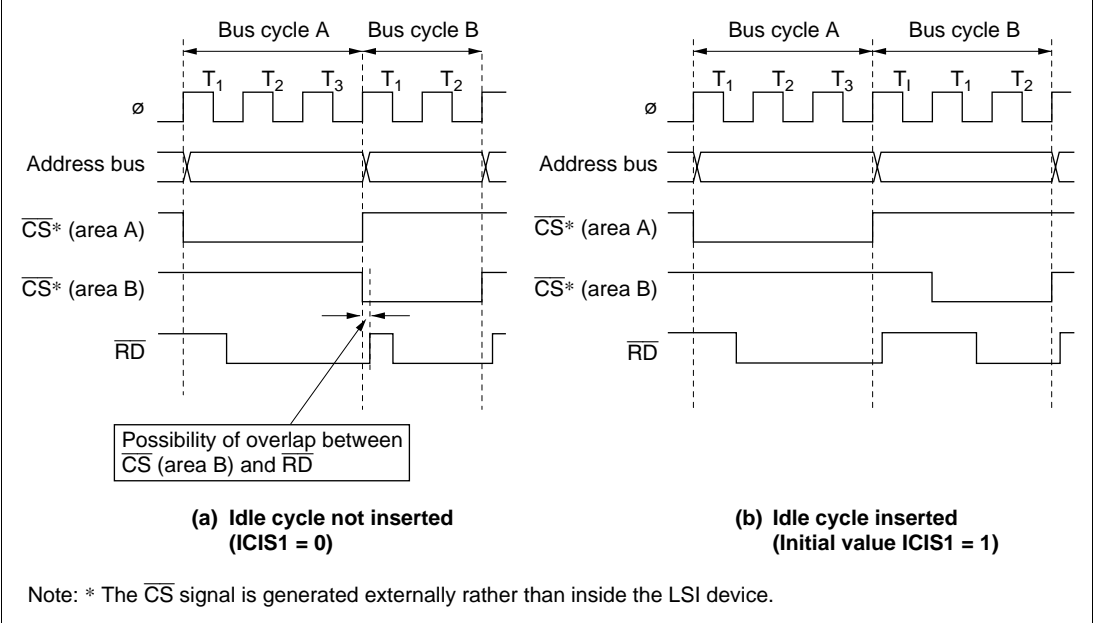 Bus cycle A Bus cycle B
T1 T2 T3 T1 T2
ø
Address bus
CS* (area A)
CS* (area B)
RD
Possibility of overlap between
CS (area B) and RD
(a) Idle cycle not inserted
(ICIS1 = 0)
Bus cycle A Bus cycle B
T1 T2 T3 TI T1 T2
ø
Address bus
CS* (area A)
CS* (area B)
RD
(b) Idle cycle inserted
(Initial value ICIS1 = 1)
Note: * The CS signal is generated externally rather than inside the LSI device.